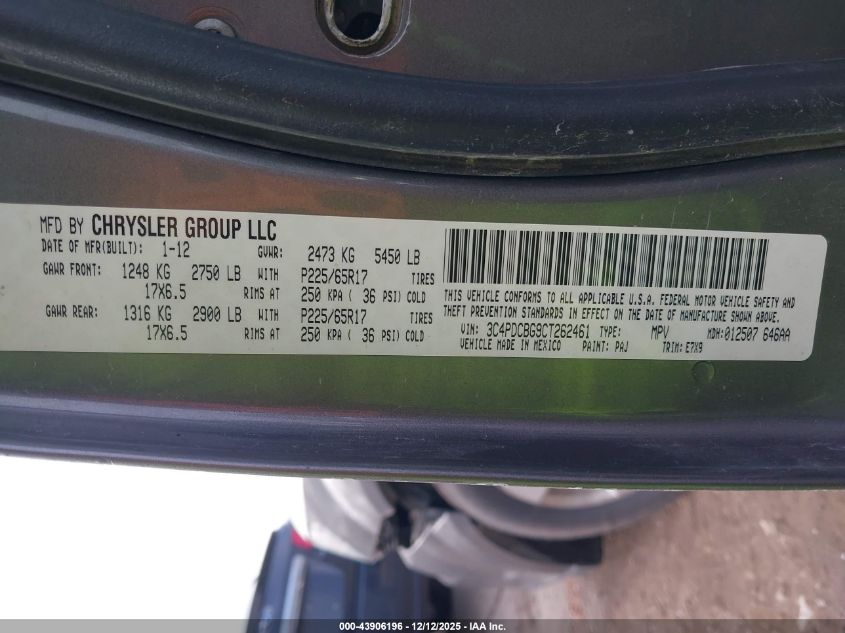 MFD BY CHRYSLER GROUP LLC
DATE OF MFR(BUILT): 1-12 GVWR: 2473 KG 5450 LB
GAWR FRONT: 1248 KG 2750 LB WITH P225/65R17 TIRES
17X6.5 RIMS AT 250 KPA ( 36 PSI) COLD
GAWR REAR: 1316 KG 2900 LB WITH P225/65R17 TIRES
17X6.5 RIMS AT 250 KPA ( 36 PSI) COLD
THIS VEHICLE CONFORMS TO ALL APPLICABLE U.S.A. FEDERAL MOTOR VEHICLE SAFETY AND
THEFT PREVENTION STANDARDS IN EFFECT ON THE DATE OF MANUFACTURE SHOWN ABOVE.
VIN: 3C4PDCBG9CT262461 TYPE: MPV MDH:012507 646AA
VEHICLE MADE IN MEXICO PAINT: PAJ TRIM: E7X9
000-43906196 - 12/12/2025 - IAA Inc.